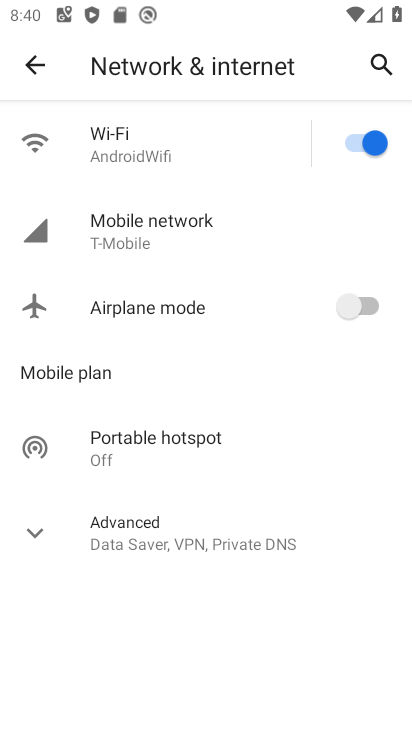 8:40
Network & internet
Wi-Fi
AndroidWifi
Mobile network
T-Mobile
Airplane mode
Mobile plan
Portable hotspot
Off
Advanced
Data Saver, VPN, Private DNS